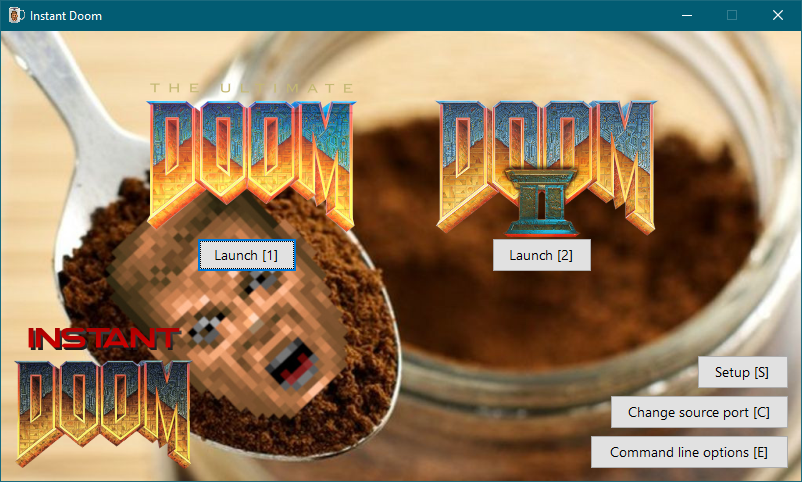 Instant Doom
THE ULTIMATE
DOOM
DOOM
II
Launch [1]
Launch [2]
INSTANT
DOOM
Setup [S]
Change source port [C]
Command line options [E]